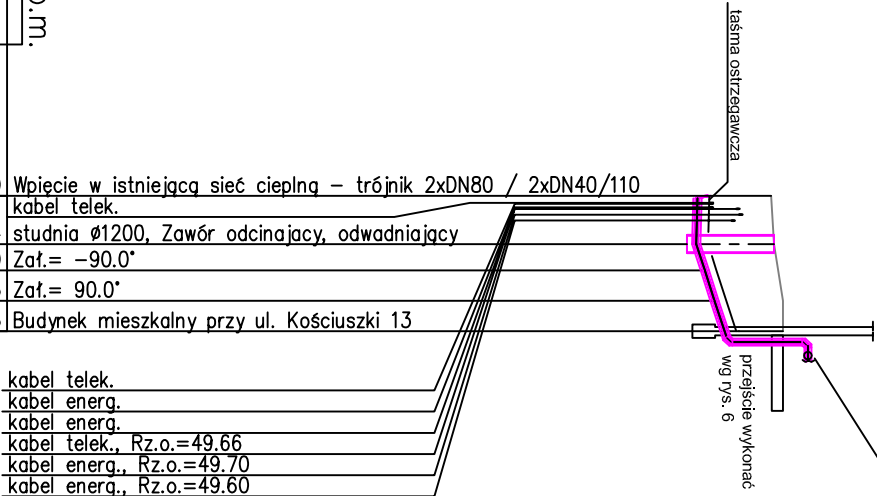 p.m.
taśma ostrzegawcza
Wpięcie w istniejącą sieć cieplną – trójnik 2xDN80 / 2xDN40/110
kabel telek.
studnia ø1200, Zawór odcinajacy, odwadniający
Zał.= -90.0°
Zał.= 90.0°
Budynek mieszkalny przy ul. Kościuszki 13
kabel telek.
kabel energ.
kabel energ.
kabel telek., Rz.o.=49.66
kabel energ., Rz.o.=49.70
kabel energ., Rz.o.=49.60
przejście wykonać
wg rys. 6